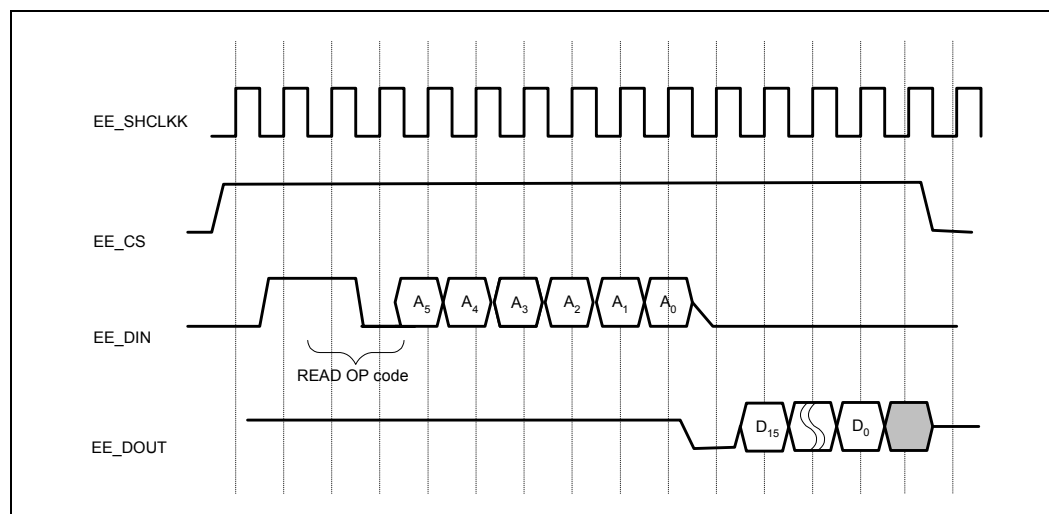 EE_SHCLKK
EE_CS
A5 A4 A3 A2 A1 A0
EE_DIN
READ OP code
D15 D0
EE_DOUT